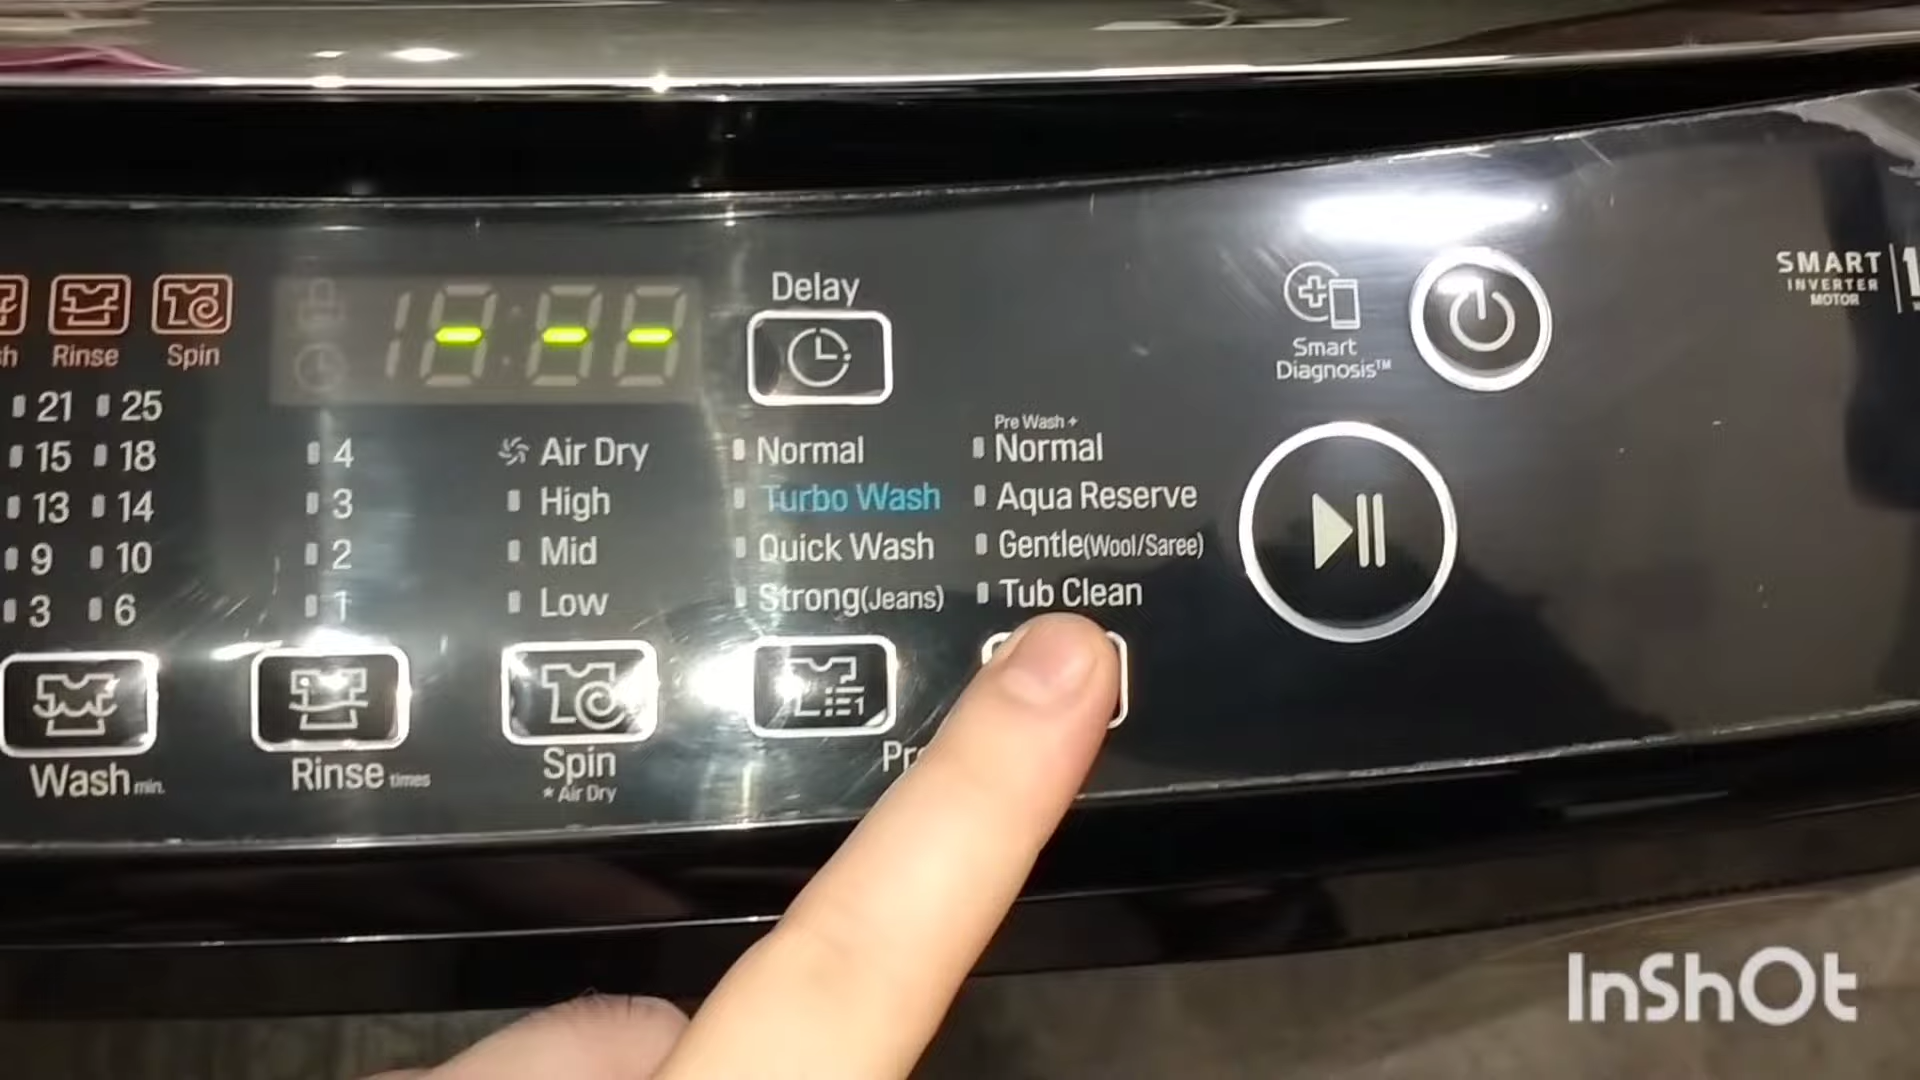 Delay
Rinse
Spin
18:88
Smart
Diagnosis™
SMART
INVERTER
MOTOR
21 25
15 18
13 14
9 10
3 6
4
3
2
1
Air Dry
High
Mid
Low
Normal
Turbo Wash
Quick Wash
Strong(Jeans)
Pre Wash +
Normal
Aqua Reserve
Gentle(Wool/Saree)
Tub Clean
Wash min.
Rinse times
Spin
* Air Dry
InShOt